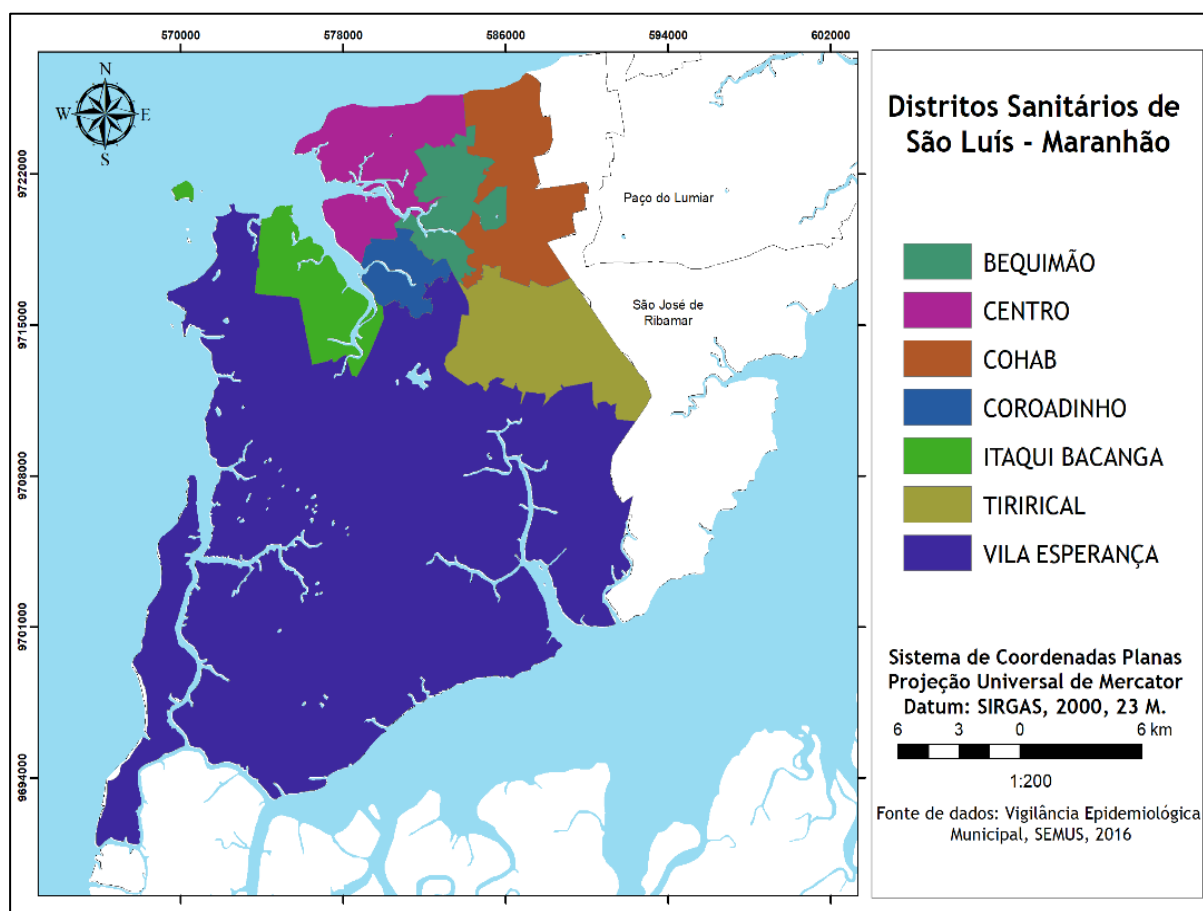 570000
578000
586000
594000
602000
N
W
E
S
9722000
9715000
9708000
9701000
9694000
Paço do Lumiar
São José de
Ribamar
Distritos Sanitários de
São Luís - Maranhão
BEQUIMÃO
CENTRO
COHAB
COROADINHO
ITAQUI BACANGA
TIRIRICAL
VILA ESPERANÇA
Sistema de Coordenadas Planas
Projeção Universal de Mercator
Datum: SIRGAS, 2000, 23 M.
6 3 0 6 km
1:200
Fonte de dados: Vigilância Epidemiológica
Municipal, SEMUS, 2016